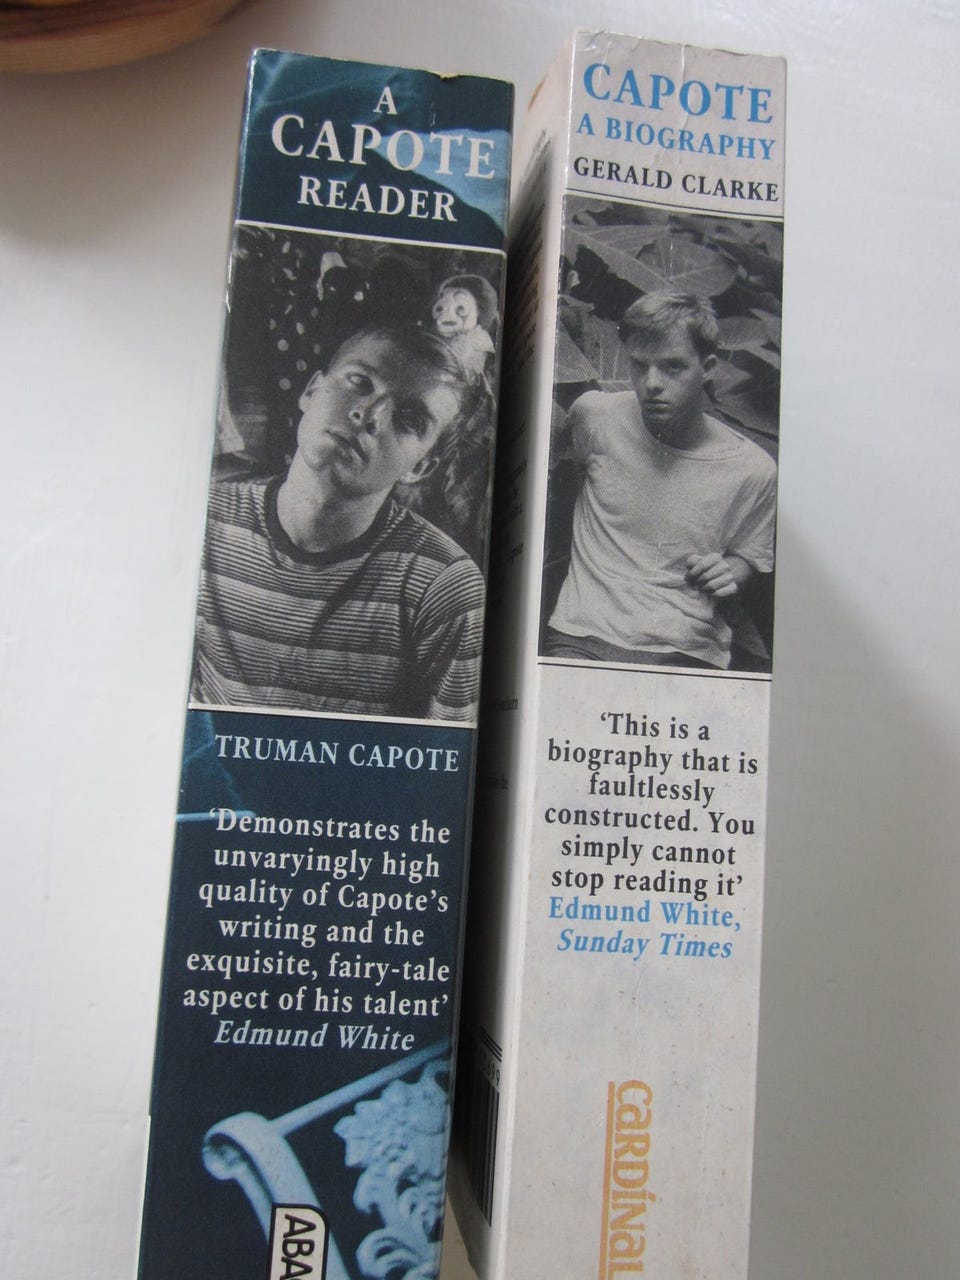 A
CAPOTE
READER
TRUMAN CAPOTE
‘Demonstrates the
unvaryingly high
quality of Capote’s
writing and the
exquisite, fairy-tale
aspect of his talent’
Edmund White
CAPOTE
A BIOGRAPHY
GERALD CLARKE
‘This is a
biography that is
faultlessly
constructed. You
simply cannot
stop reading it’
Edmund White,
Sunday Times
CARDINAL